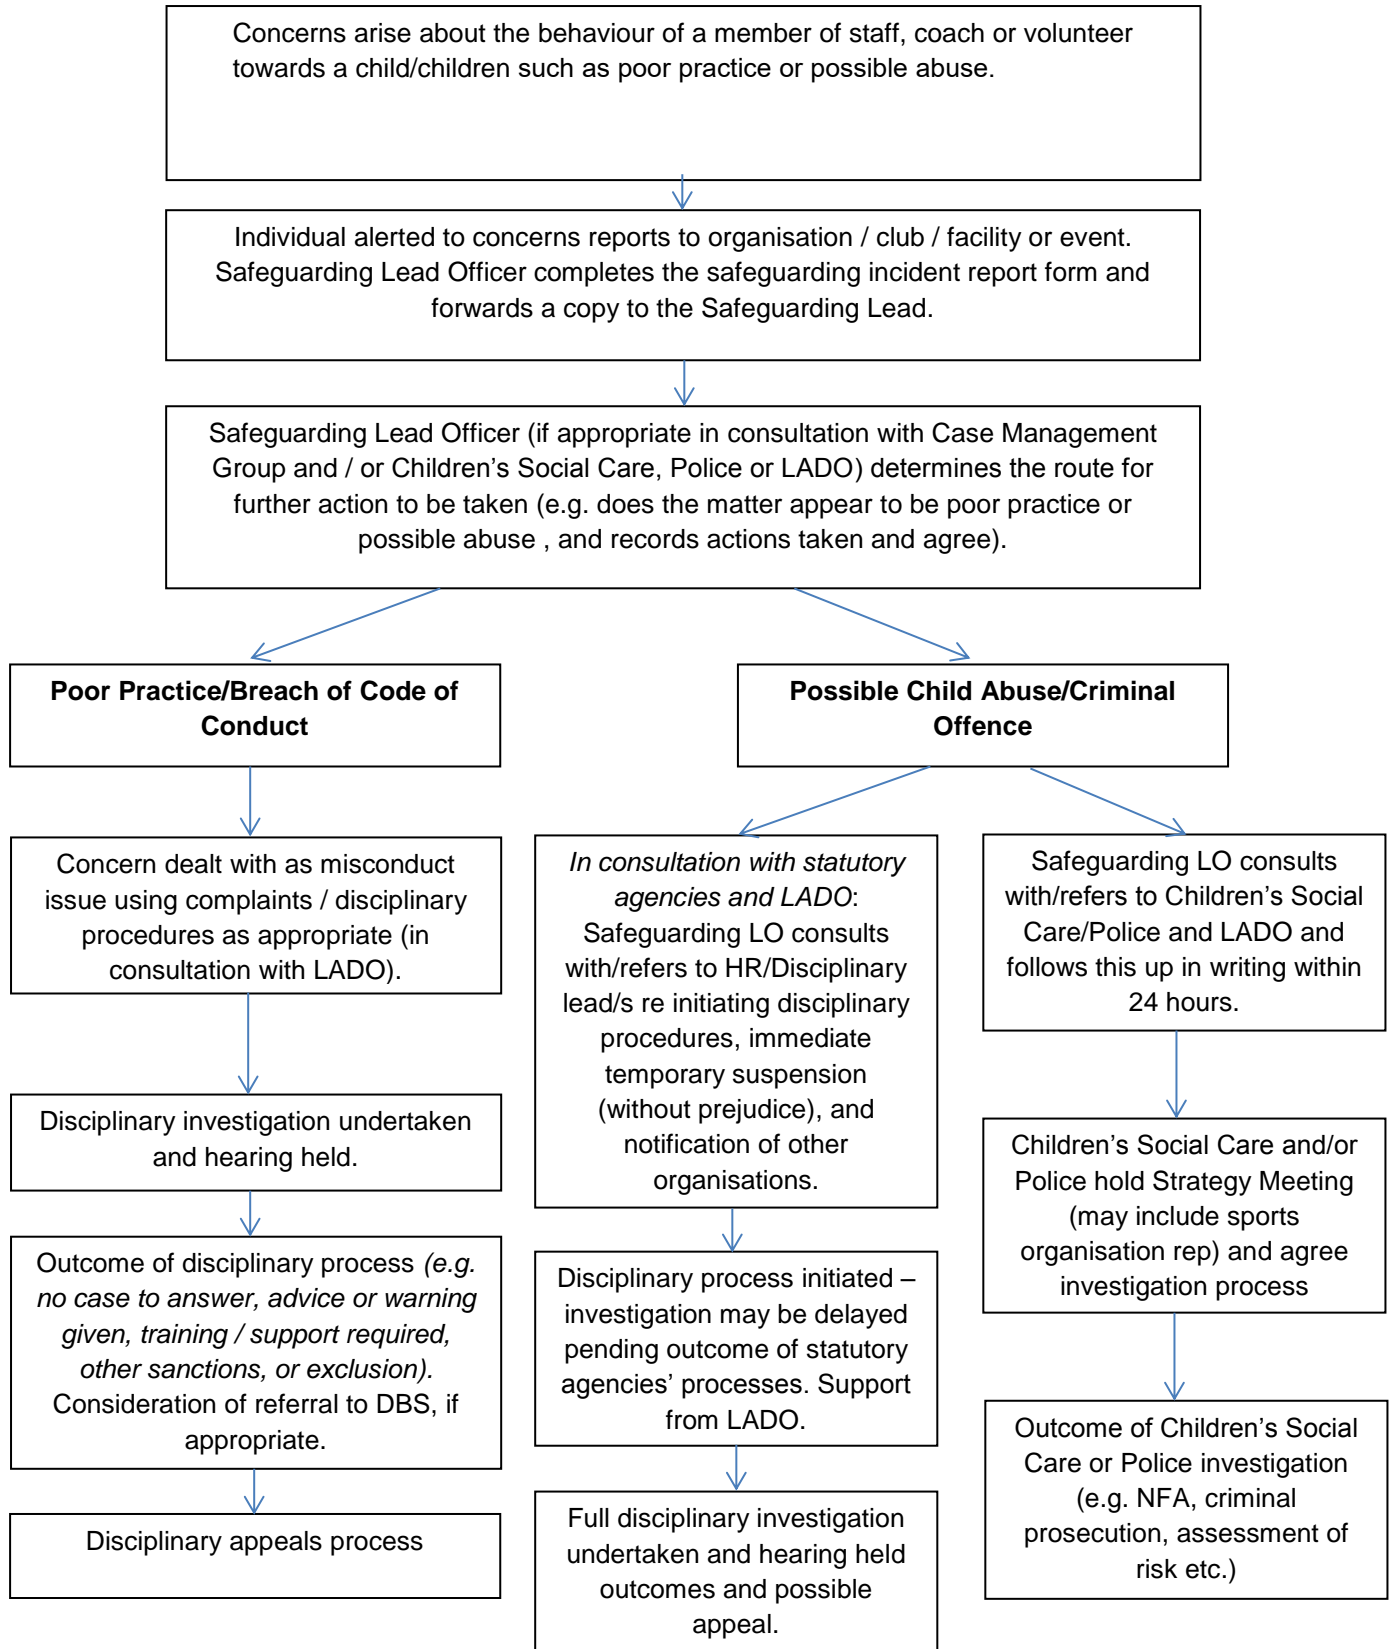 Concerns arise about the behaviour of a member of staff, coach or volunteer
towards a child/children such as poor practice or possible abuse.
Individual alerted to concerns reports to organisation / club / facility or event.
Safeguarding Lead Officer completes the safeguarding incident report form and
forwards a copy to the Safeguarding Lead.
Safeguarding Lead Officer (if appropriate in consultation with Case Management
Group and / or Children’s Social Care, Police or LADO) determines the route for
further action to be taken (e.g. does the matter appear to be poor practice or
possible abuse , and records actions taken and agree).
Poor Practice/Breach of Code of
Conduct
Concern dealt with as misconduct
issue using complaints / disciplinary
procedures as appropriate (in
consultation with LADO).
Disciplinary investigation undertaken
and hearing held.
Outcome of disciplinary process (e.g.
no case to answer, advice or warning
given, training / support required,
other sanctions, or exclusion).
Consideration of referral to DBS, if
appropriate.
Disciplinary appeals process
Possible Child Abuse/Criminal
Offence
In consultation with statutory
agencies and LADO:
Safeguarding LO consults
with/refers to HR/Disciplinary
lead/s re initiating disciplinary
procedures, immediate
temporary suspension
(without prejudice), and
notification of other
organisations.
Disciplinary process initiated –
investigation may be delayed
pending outcome of statutory
agencies’ processes. Support
from LADO.
Full disciplinary investigation
undertaken and hearing held
outcomes and possible
appeal.
Safeguarding LO consults
with/refers to Children’s Social
Care/Police and LADO and
follows this up in writing within
24 hours.
Children’s Social Care and/or
Police hold Strategy Meeting
(may include sports
organisation rep) and agree
investigation process
Outcome of Children’s Social
Care or Police investigation
(e.g. NFA, criminal
prosecution, assessment of
risk etc.)